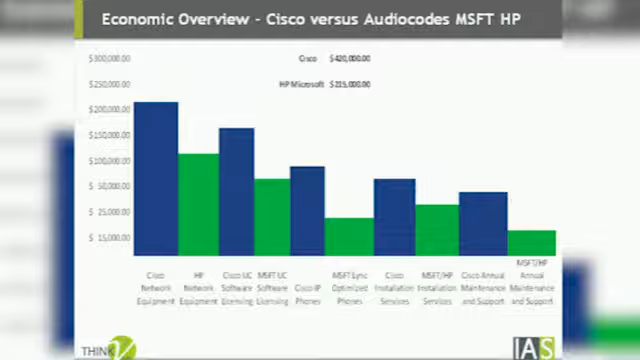 Economic Overview - Cisco versus Audiocodes MSFT HP
$300,000.00
Cisco $420,000.00
$250,000.00
HP Microsoft $215,000.00
$200,000.00
$150,000.00
$100,000.00
$ 50,000.00
$ 25,000.00
$ 15,000.00
Cisco
Network
Equipment
HP
Network
Equipment
Cisco UC
Software
Licensing
MSFT UC
Software
Licensing
Cisco IP
Phones
MSFT Lync
Optimized
Phones
Cisco
Installation
Services
MSFT/HP
Installation
Services
Cisco Annual
Maintenance
and Support
MSFT/HP
Annual
Maintenance
and Support
THINK
IAS